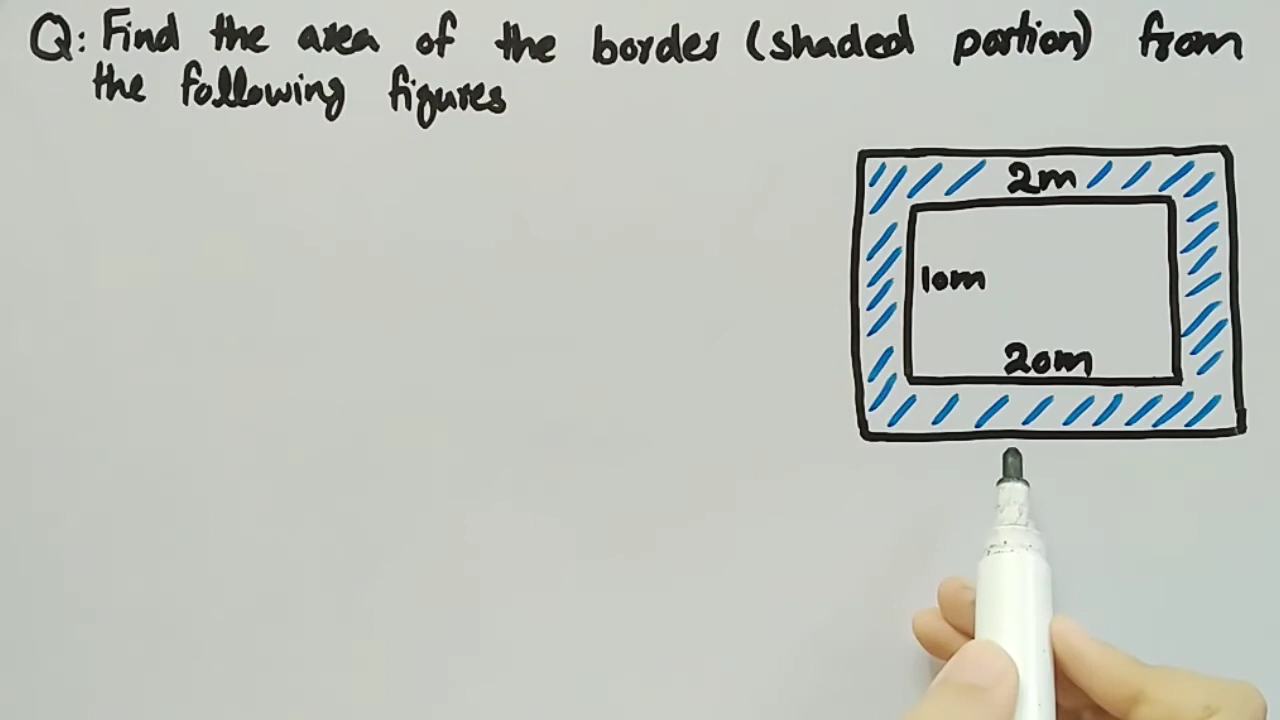 Q: Find the area of the border (shaded portion) from
the following figures
2m
10m
20m